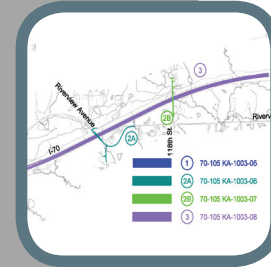 3
Riverview Avenue
2B
Riverv
2A
118th St.
I-70
1 70-105 KA-1003-05
2A 70-105 KA-1003-06
2B 70-105 KA-1003-07
3 70-105 KA-1003-08